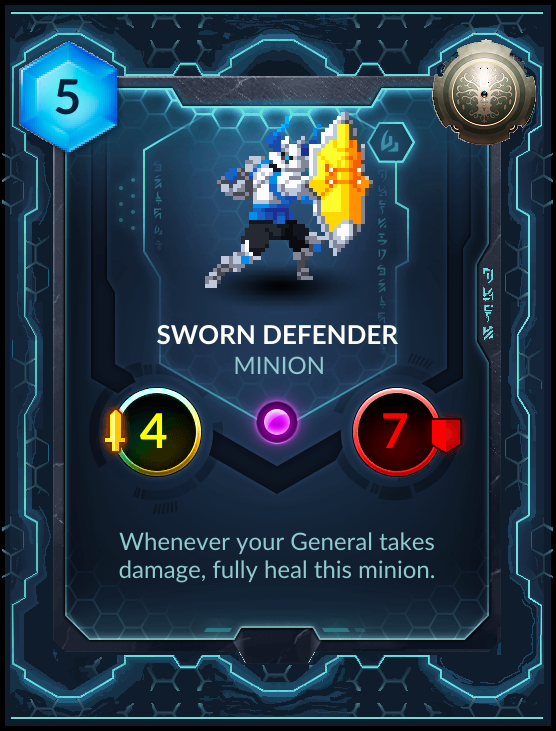 5
SWORN DEFENDER
MINION
4
7
Whenever your General takes
damage, fully heal this minion.